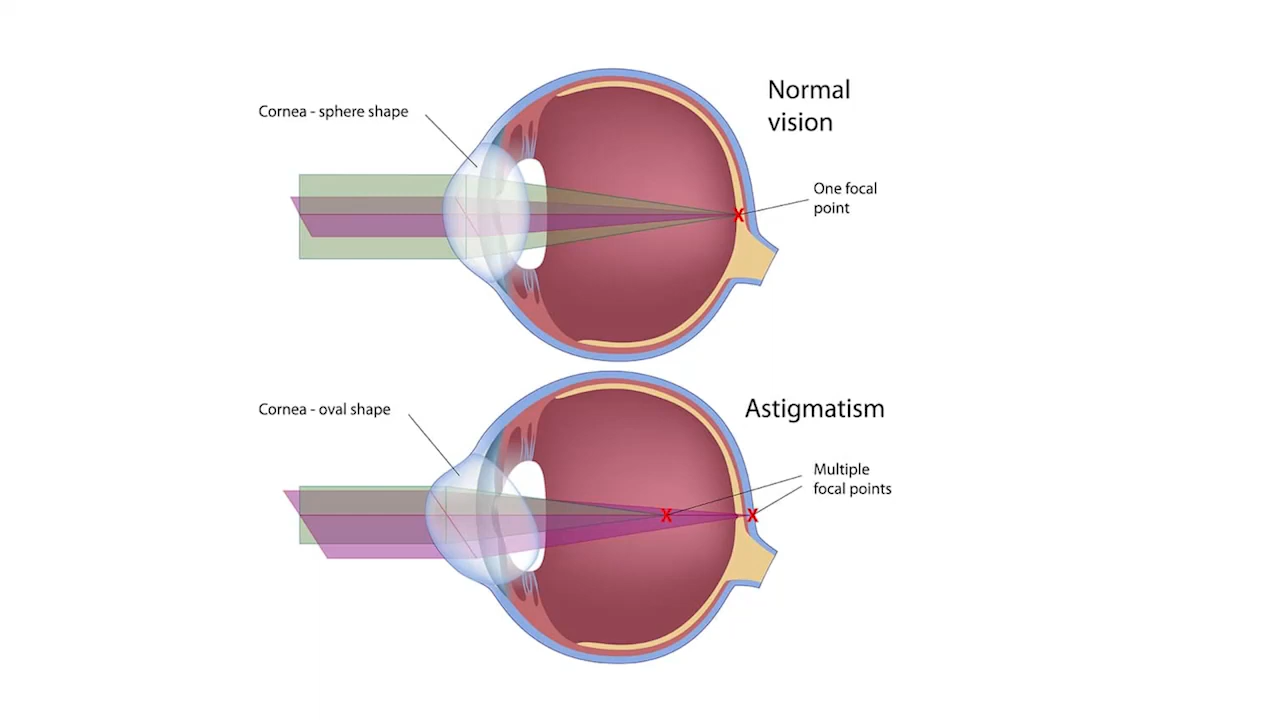 Normal
vision
Cornea - sphere shape
One focal
point
X
Cornea - oval shape
Astigmatism
Multiple
focal points
X X